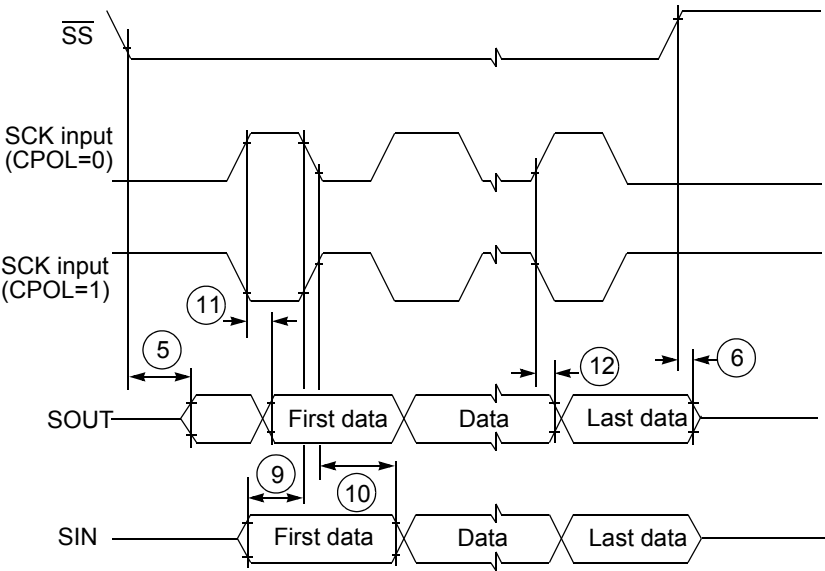 SS
SCK input
(CPOL=0)
SCK input
(CPOL=1)
11
5
12
6
SOUT
First data
Data
Last data
9
10
SIN
First data
Data
Last data